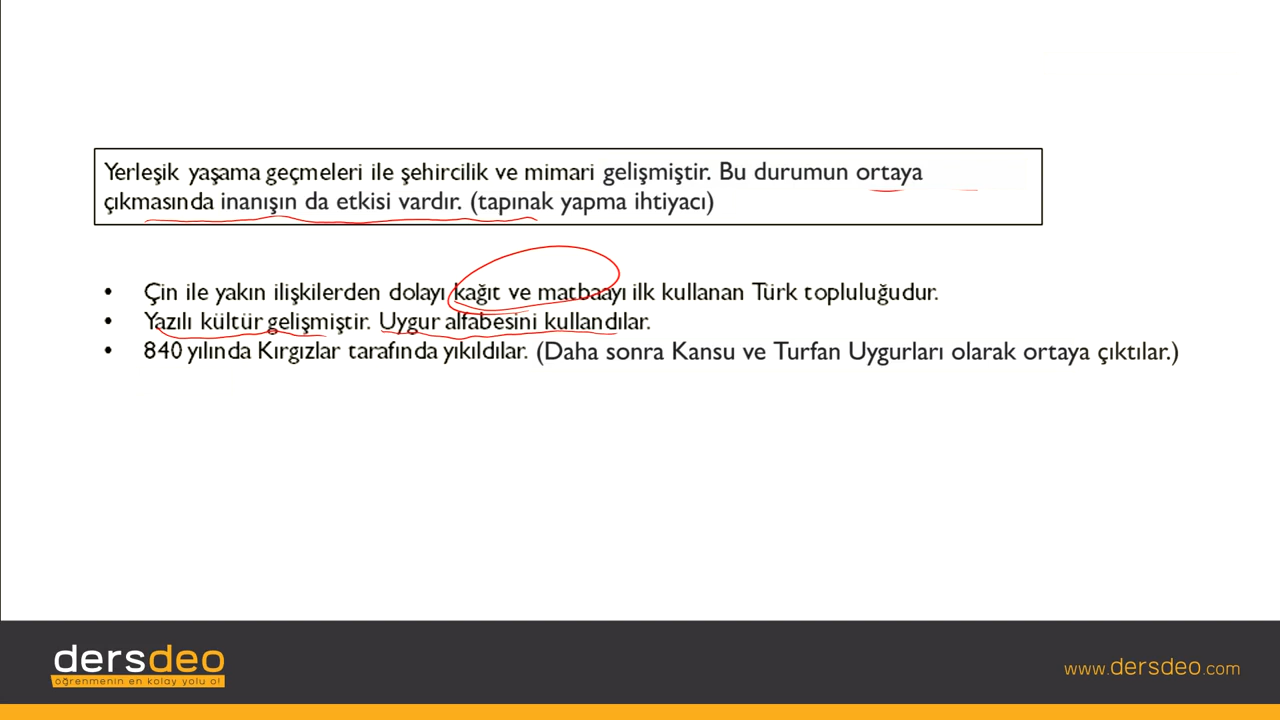 Yerleşik yaşama geçmeleri ile şehircilik ve mimari gelişmiştir. Bu durumun ortaya
çıkmasında inanışın da etkisi vardır. (tapınak yapma ihtiyacı)
• Çin ile yakın ilişkilerden dolayı kağıt ve matbaayı ilk kullanan Türk topluluğudur.
• Yazılı kültür gelişmiştir. Uygur alfabesini kullandılar.
• 840 yılında Kırgızlar tarafında yıkıldılar. (Daha sonra Kansu ve Turfan Uygurları olarak ortaya çıktılar.)
dersdeo
öğrenmenin en kolay yolu o!
www.dersdeo.com